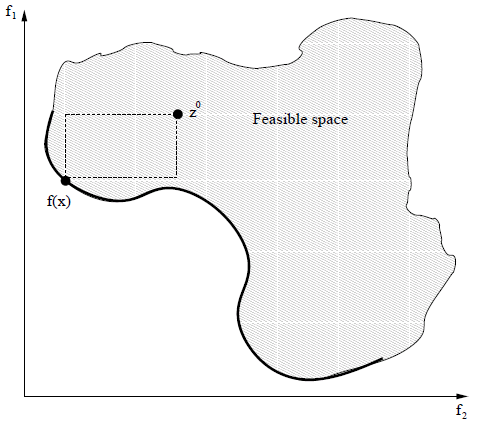 f₁
z⁰
Feasible space
f(x)
f₂